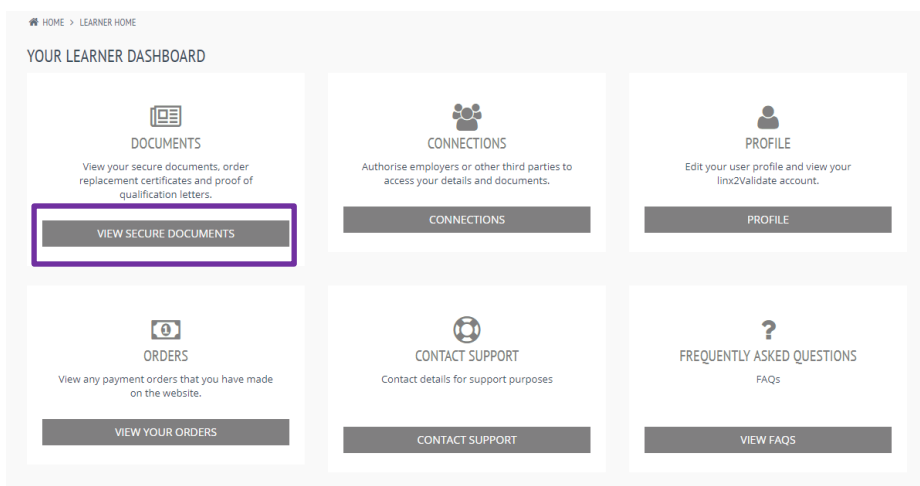 HOME > LEARNER HOME
YOUR LEARNER DASHBOARD
DOCUMENTS
View your secure documents, order
replacement certificates and proof of
qualification letters.
VIEW SECURE DOCUMENTS
CONNECTIONS
Authorise employers or other third parties to
access your details and documents.
CONNECTIONS
PROFILE
Edit your user profile and view your
linx2Validate account.
PROFILE
1
ORDERS
View any payment orders that you have made
on the website.
VIEW YOUR ORDERS
CONTACT SUPPORT
Contact details for support purposes
CONTACT SUPPORT
?
FREQUENTLY ASKED QUESTIONS
FAQs
VIEW FAQS